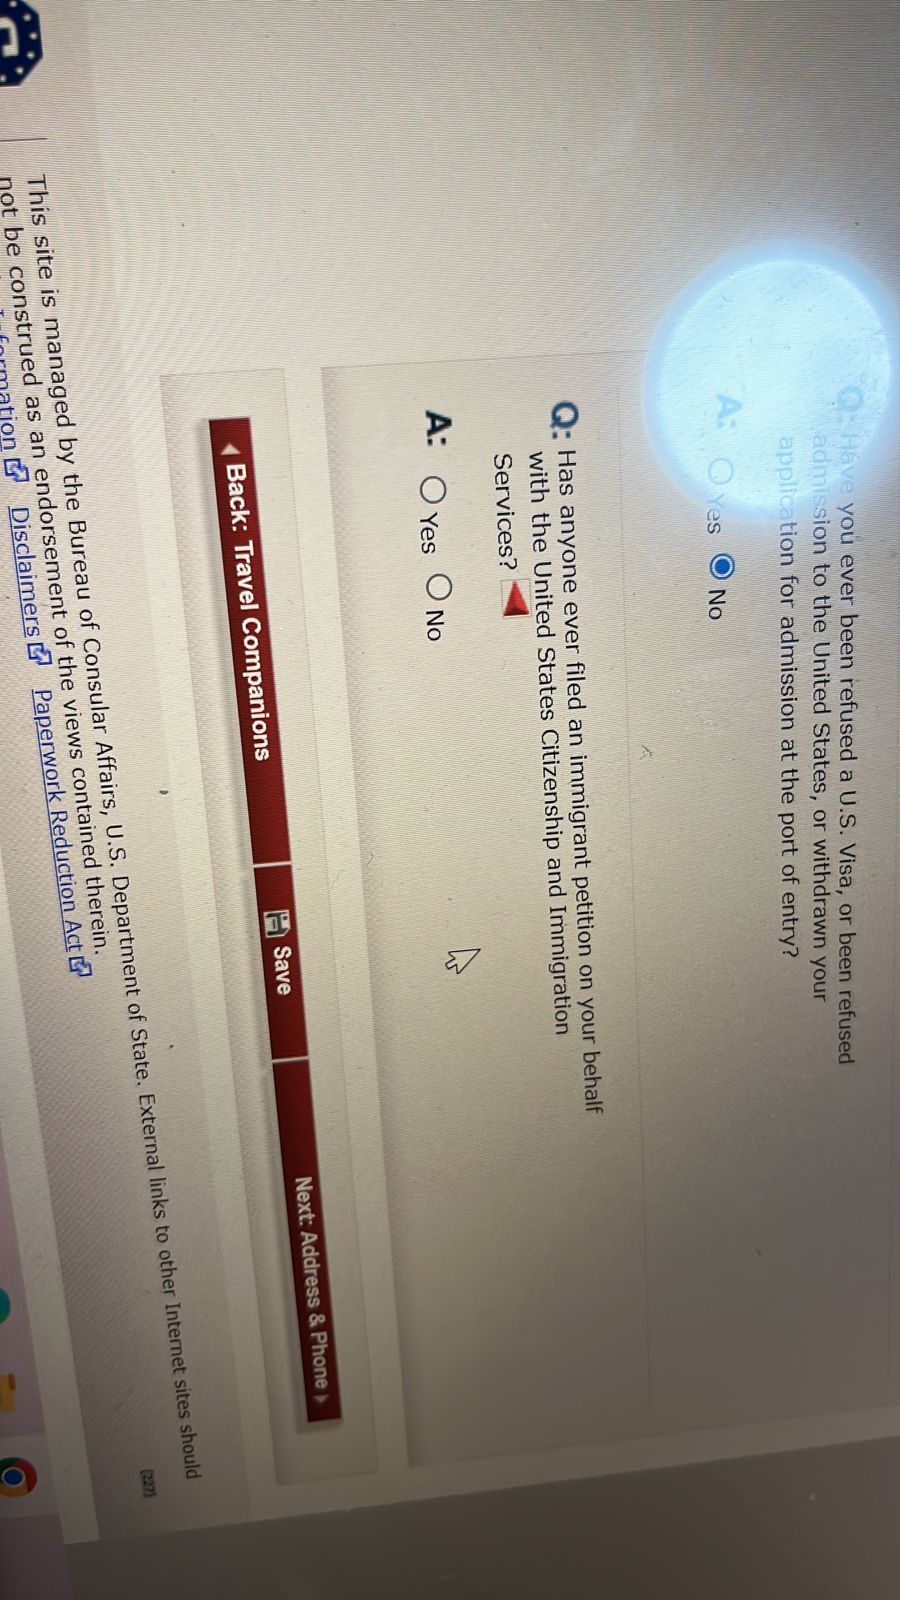 Q: Have you ever been refused a U.S. Visa, or been refused
admission to the United States, or withdrawn your
application for admission at the port of entry?
A: Yes No
Q: Has anyone ever filed an immigrant petition on your behalf
with the United States Citizenship and Immigration
Services?
A: Yes No
Back: Travel Companions Save Next: Address & Phone
This site is managed by the Bureau of Consular Affairs, U.S. Department of State. External links to other Internet sites should
not be construed as an endorsement of the views contained therein.
Information Disclaimers Paperwork Reduction Act
(227)